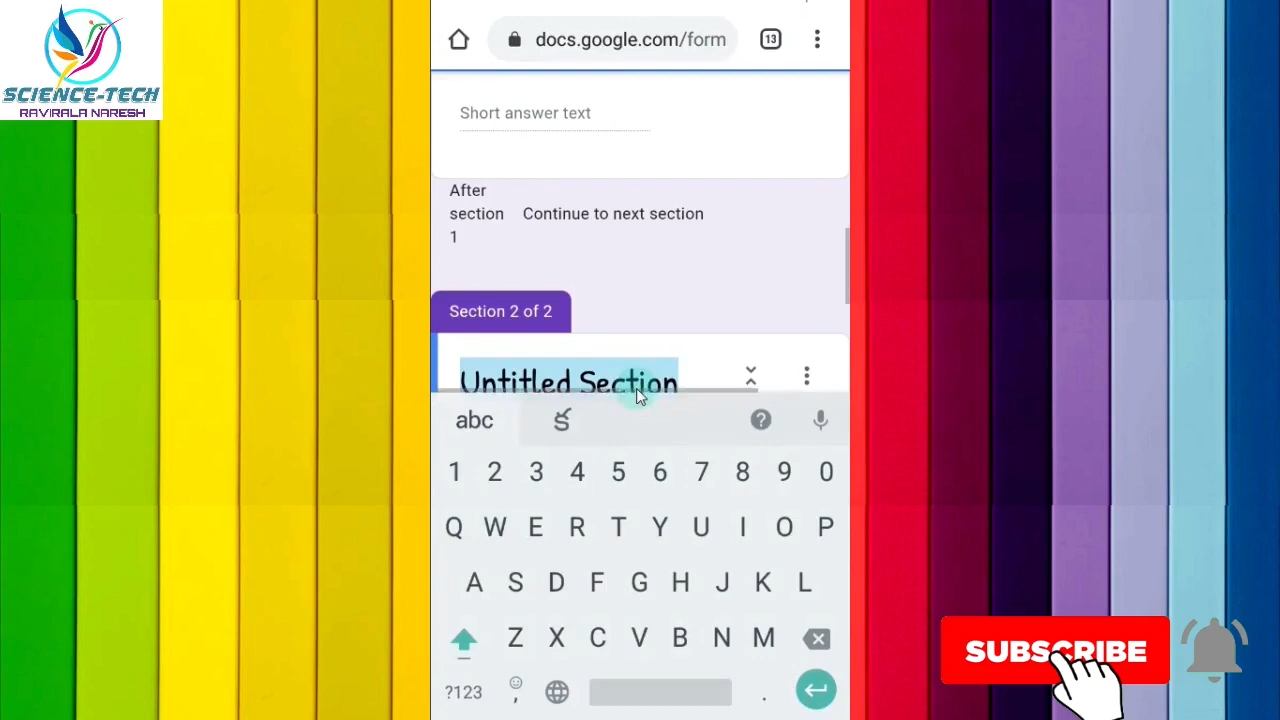 SCIENCE-TECH
RAVIRALA NARESH
docs.google.com/form
13
Short answer text
After
section
1
Continue to next section
Section 2 of 2
Untitled Section
abc
1 2 3 4 5 6 7 8 9 0
Q W E R T Y U I O P
A S D F G H J K L
Z X C V B N M
?123 , .
SUBSCRIBE